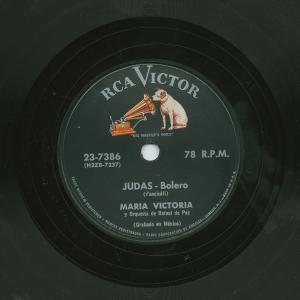 RCA VICTOR
"HIS MASTER'S VOICE"
23-7386
78 R.P.M.
(H2ZB-7237)
JUDAS - Bolero
MARIA VICTORIA
y Orquesta de Rafael de Paz
(Grabado en México)